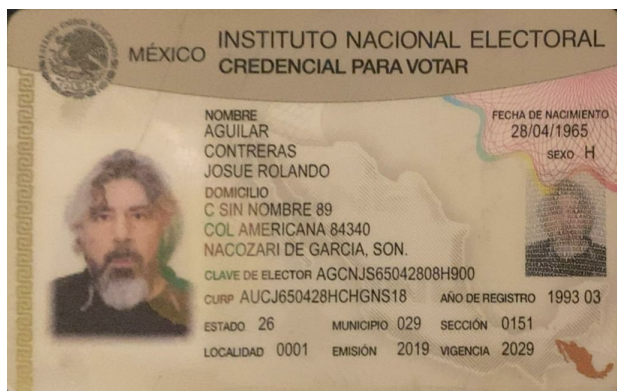 MÉXICO INSTITUTO NACIONAL ELECTORAL
CREDENCIAL PARA VOTAR
NOMBRE
AGUILAR
CONTRERAS
JOSUE ROLANDO
FECHA DE NACIMIENTO
28/04/1965
SEXO H
DOMICILIO
C SIN NOMBRE 89
COL AMERICANA 84340
NACOZARI DE GARCIA, SON.
CLAVE DE ELECTOR AGCNJS65042808H900
CURP AUCJ650428HCHGNS18 AÑO DE REGISTRO 1993 03
ESTADO 26 MUNICIPIO 029 SECCIÓN 0151
LOCALIDAD 0001 EMISIÓN 2019 VIGENCIA 2029